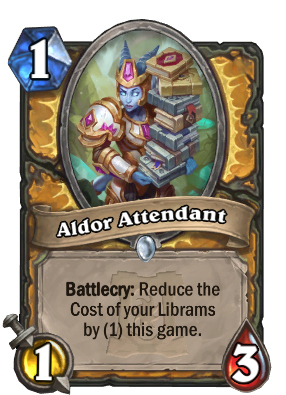 1
Aldor Attendant
Battlecry: Reduce the
Cost of your Librams
by (1) this game.
1
3